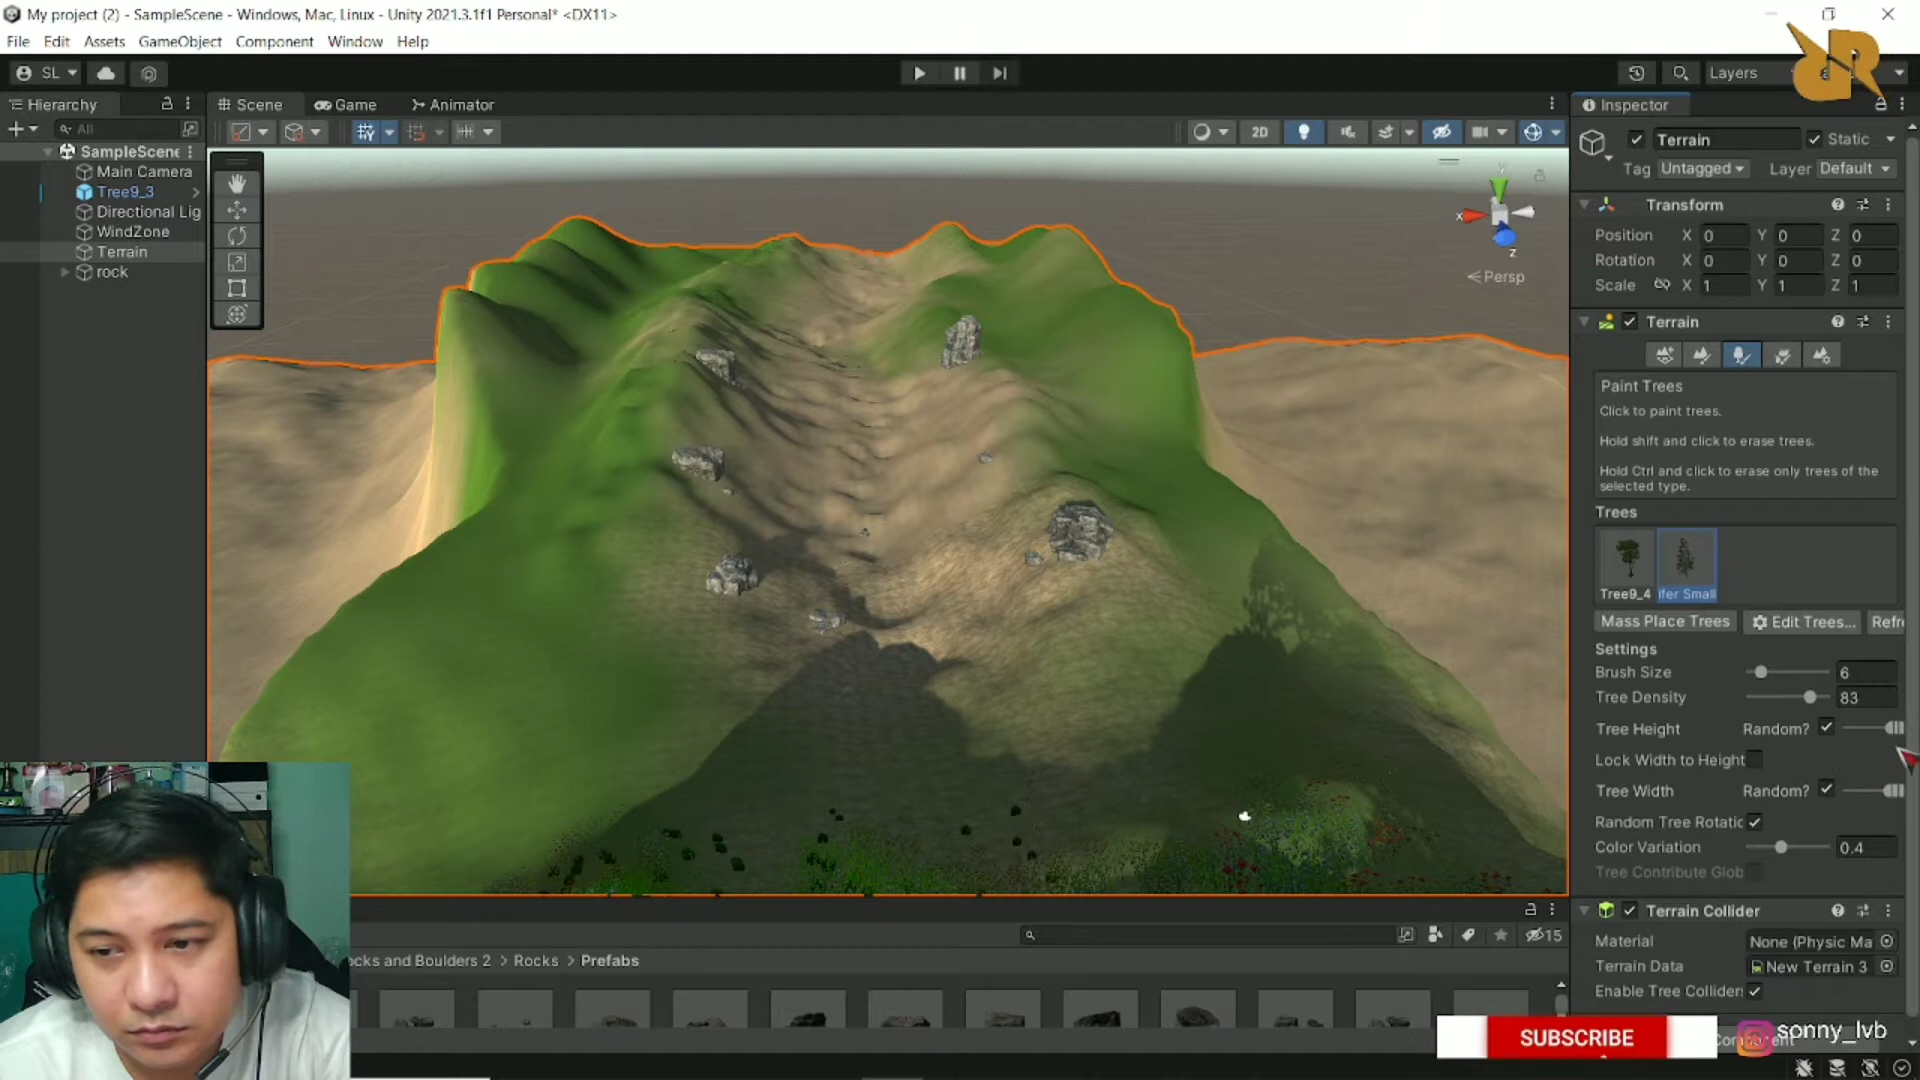 My project (2) - SampleScene - Windows, Mac, Linux - Unity 2021.3.1f1 Personal* <DX11>
File Edit Assets GameObject Component Window Help
SL
Layers
Hierarchy
Scene Game Animator
Inspector
All
2D
SampleScene
Main Camera
Tree9_3
Directional Lig
WindZone
Terrain
rock
y
x
z
Persp
Terrain Static
Tag Untagged Layer Default
Transform
Position X 0 Y 0 Z 0
Rotation X 0 Y 0 Z 0
Scale X 1 Y 1 Z 1
Terrain
Paint Trees
Click to paint trees.
Hold shift and click to erase trees.
Hold Ctrl and click to erase only trees of the
selected type.
Trees
Tree9_4 ifer Small
Mass Place Trees Edit Trees... Refr
Settings
Brush Size 6
Tree Density 83
Tree Height Random?
Lock Width to Height
Tree Width Random?
Random Tree Rotatic
Color Variation 0.4
Tree Contribute Glob
Terrain Collider
Material None (Physic Ma
Terrain Data New Terrain 3
Enable Tree Colliders
15
ocks and Boulders 2 > Rocks > Prefabs
SUBSCRIBE
sonny_lvb